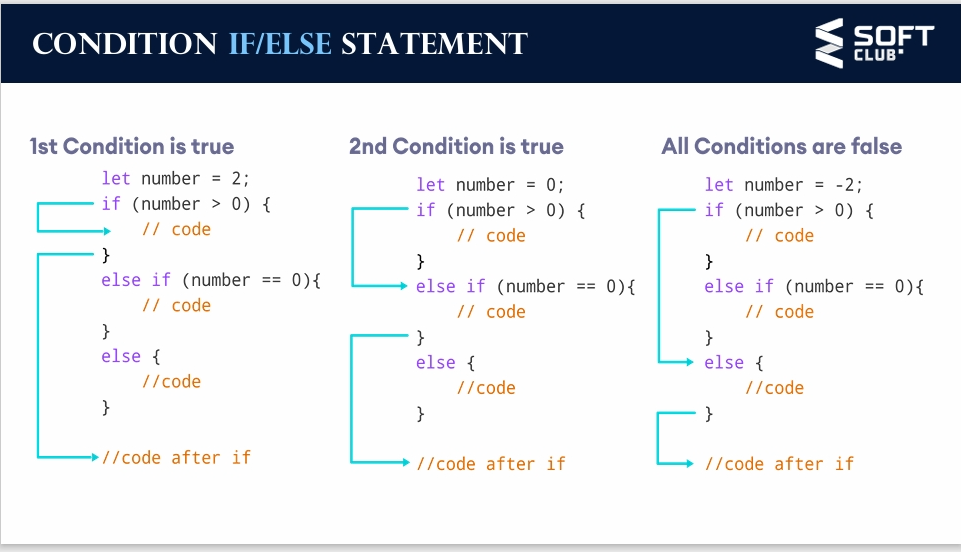 CONDITION IF/ELSE STATEMENT
SOFT
CLUB
1st Condition is true
let number = 2;
if (number > 0) {
// code
}
else if (number == 0){
// code
}
else {
//code
}
//code after if
2nd Condition is true
let number = 0;
if (number > 0) {
// code
}
else if (number == 0){
// code
}
else {
//code
}
//code after if
All Conditions are false
let number = -2;
if (number > 0) {
// code
}
else if (number == 0){
// code
}
else {
//code
}
//code after if